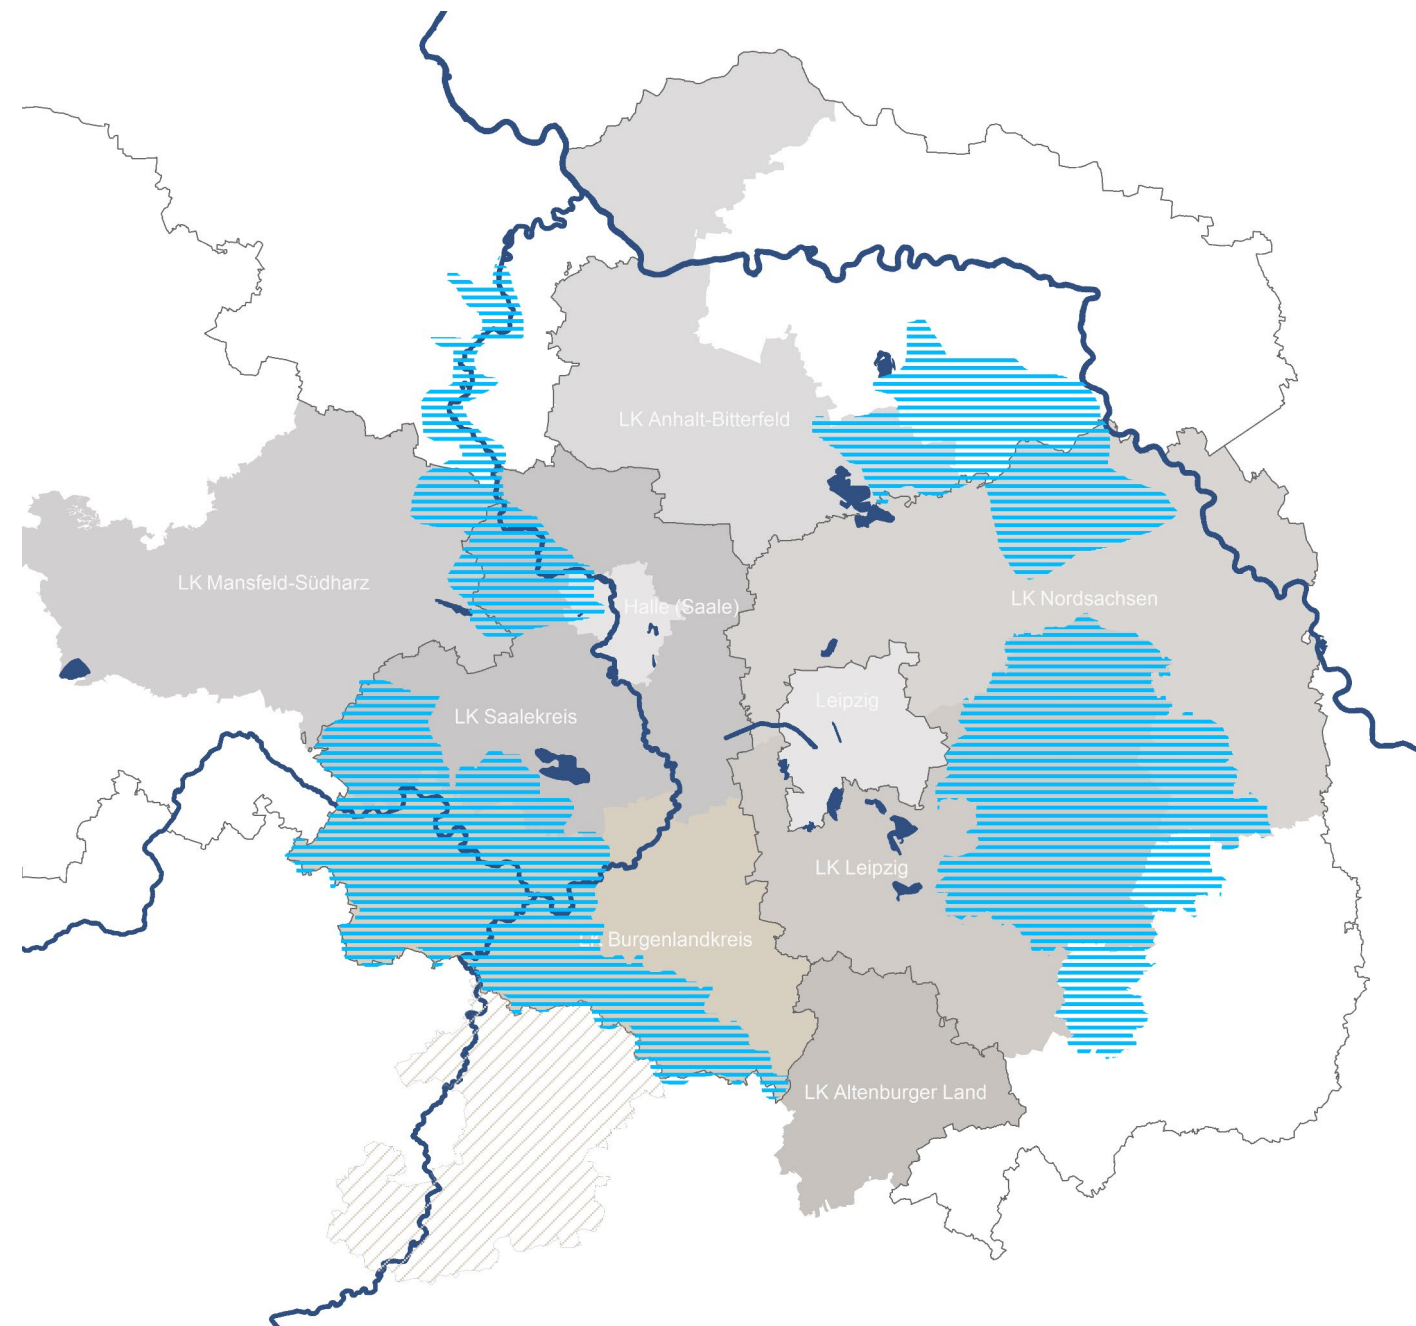 LK Anhalt-Bitterfeld
LK Mansfeld-Südharz
Halle (Saale)
LK Nordsachsen
Leipzig
LK Saalekreis
LK Leipzig
LK Burgenlandkreis
LK Altenburger Land